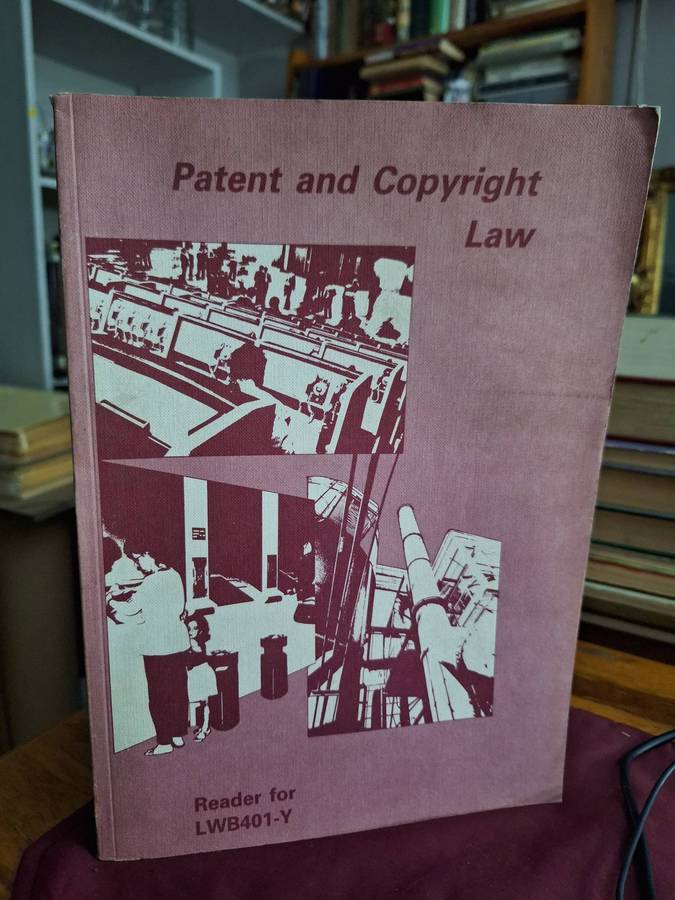 Patent and Copyright
Law
Reader for
LWB401-Y